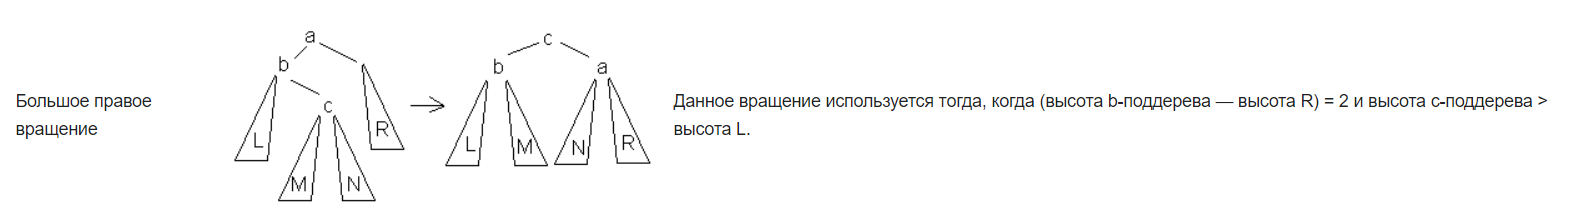 Большое правое
вращение
a
b
c
L
R
M
N
c
b
a
L
M
N
R
Данное вращение используется тогда, когда (высота b-поддерева — высота R) = 2 и высота c-поддерева >
высота L.